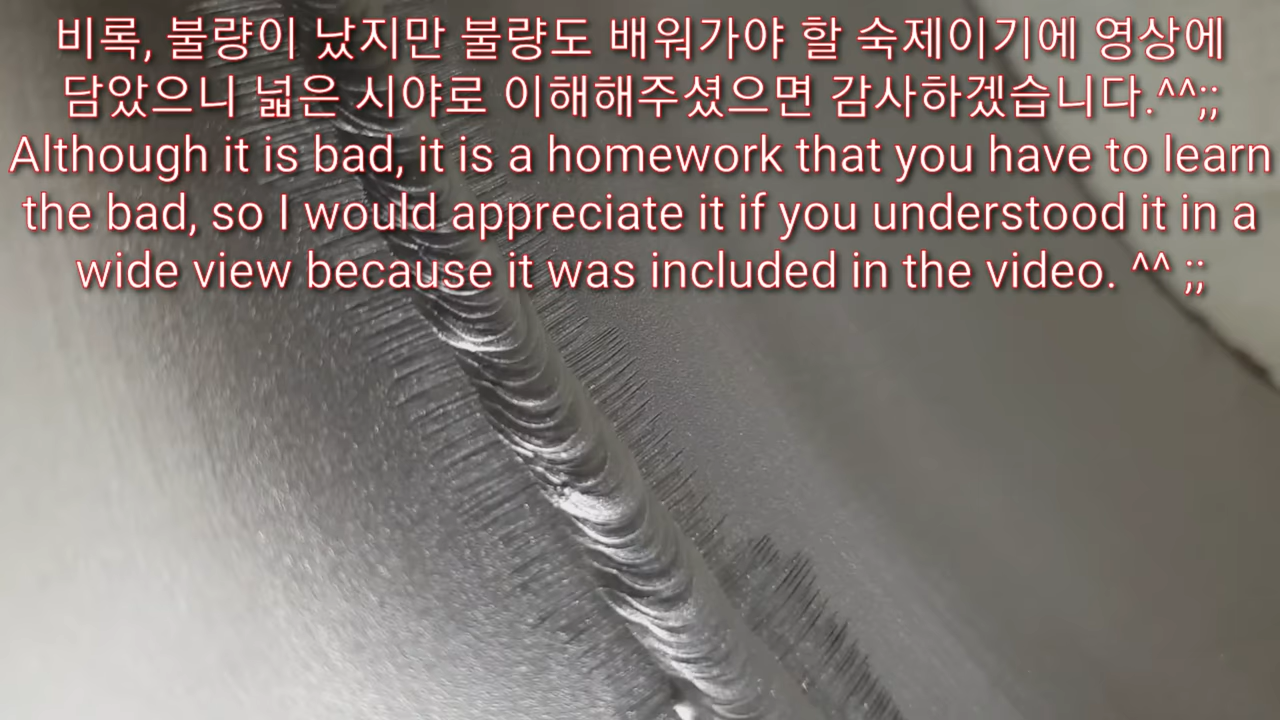 비록, 불량이 났지만 불량도 배워가야 할 숙제이기에 영상에
담았으니 넓은 시야로 이해해주셨으면 감사하겠습니다.^^;;
Although it is bad, it is a homework that you have to learn
the bad, so I would appreciate it if you understood it in a
wide view because it was included in the video. ^^ ;;